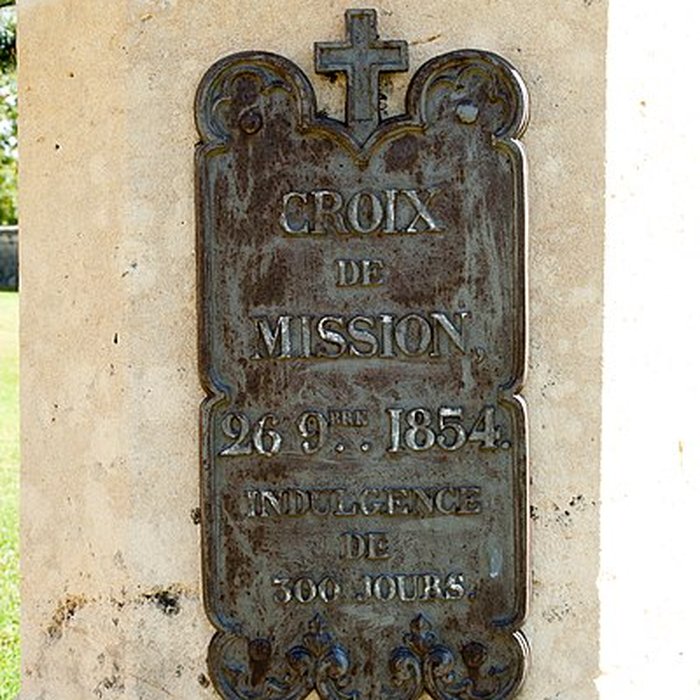 CROIX
DE
MISSION,
26 9BRE.. 1854.
INDULGENCE
DE
300 JOURS.